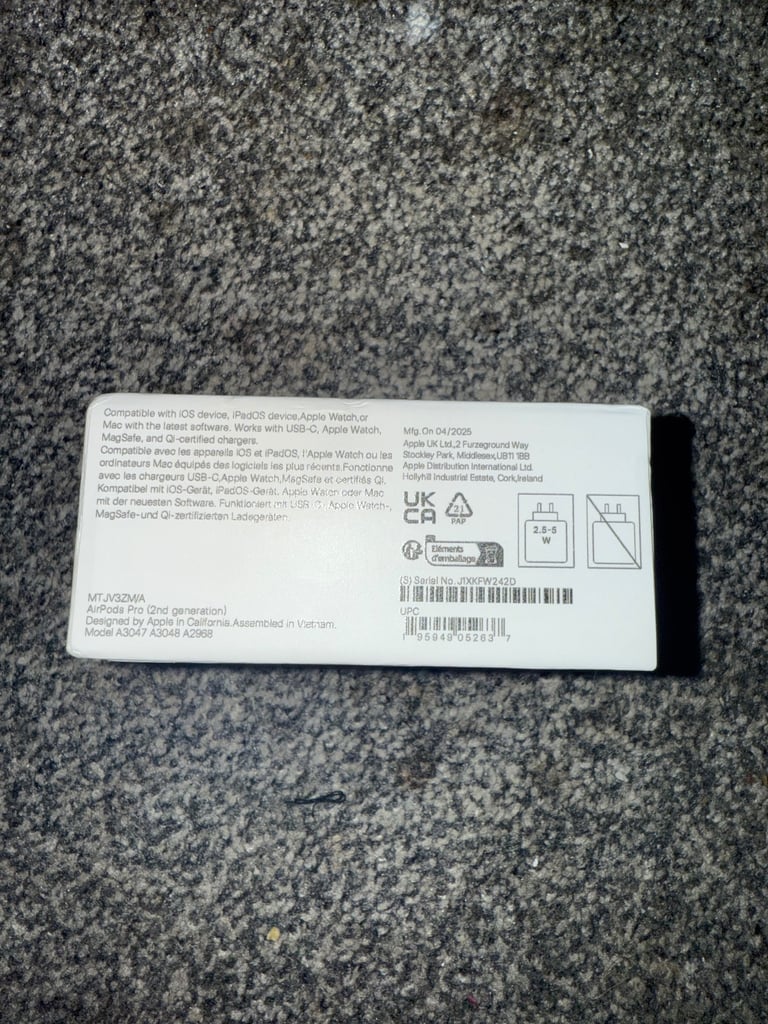 Compatible with iOS device, iPadOS device,Apple Watch,or
Mac with the latest software. Works with USB-C, Apple Watch,
MagSafe, and Qi-certified chargers.
Compatible avec les appareils iOS et iPadOS, l'Apple Watch ou les
ordinateurs Mac équipés des logiciels les plus récents.Fonctionne
avec les chargeurs USB-C,Apple Watch,MagSafe et certifiés Qi.
Kompatibel mit iOS-Gerät, iPadOS-Gerät, Apple Watch oder Mac
mit der neuesten Software. Funktioniert mit USB-C-, Apple Watch-,
MagSafe-und Qi-zertifizierten Ladegeräten.
MTJV3ZM/A
AirPods Pro (2nd generation)
Designed by Apple in California.Assembled in Vietnam.
Model A3047 A3048 A2968
Mfg. On 04/2025
Apple UK Ltd.,2 Furzeground Way
Stockley Park, Middlesex,UB11 1BB
Apple Distribution International Ltd.
Hollyhill Industrial Estate, Cork,Ireland
UK
CA
21
PAP
2.5-5
W
Eléments
d'emballage
(S) Serial No. J1XKFW242D
UPC
1 95949 05263 7